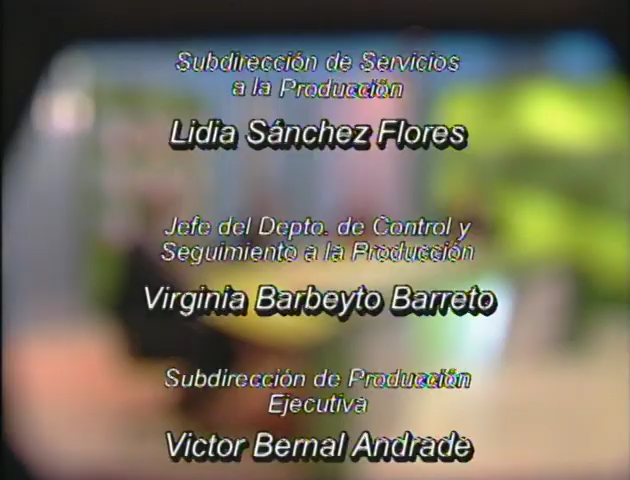 Subdirección de Servicios
a la Producción
Lidia Sánchez Flores
Jefe del Depto. de Control y
Seguimiento a la Producción
Virginia Barbeyto Barreto
Subdirección de Producción
Ejecutiva
Victor Bernal Andrade